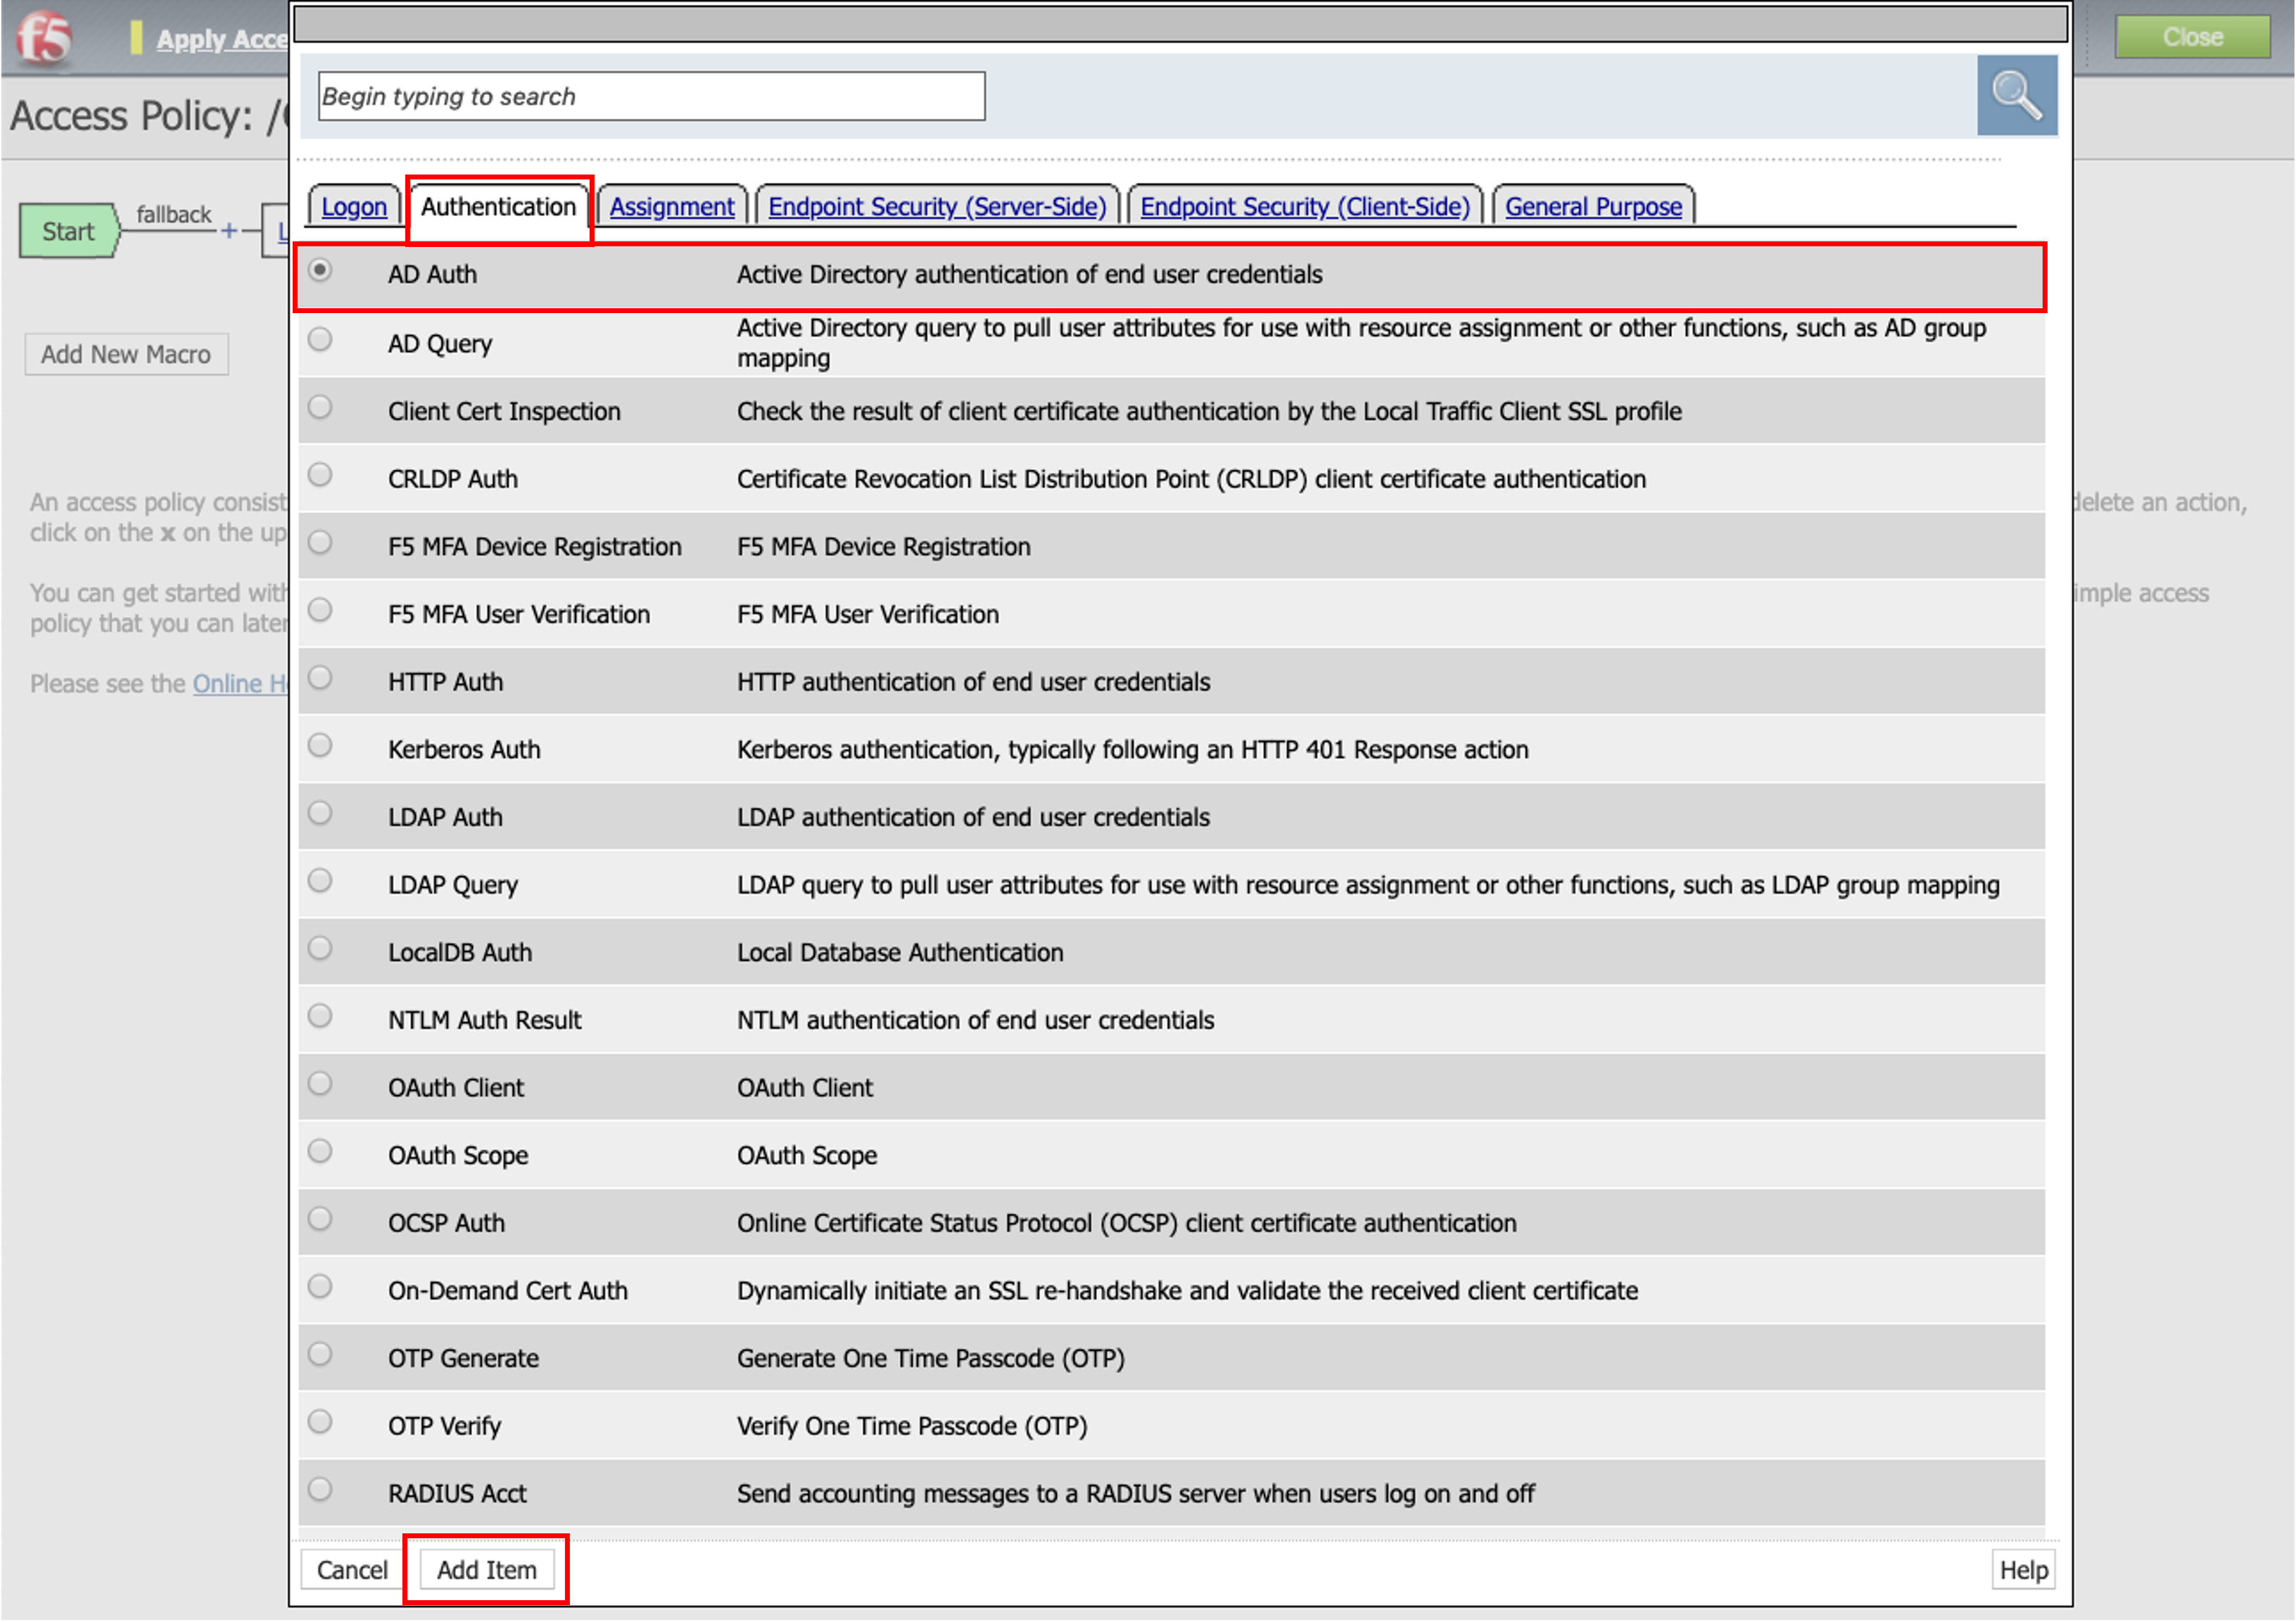 f5
Apply Acce
Close
Begin typing to search
Access Policy: /
Logon
Authentication
Assignment
Endpoint Security (Server-Side)
Endpoint Security (Client-Side)
General Purpose
Start
fallback
+
L
Add New Macro
AD Auth Active Directory authentication of end user credentials
AD Query Active Directory query to pull user attributes for use with resource assignment or other functions, such as AD group
mapping
Client Cert Inspection Check the result of client certificate authentication by the Local Traffic Client SSL profile
CRLDP Auth Certificate Revocation List Distribution Point (CRLDP) client certificate authentication
An access policy consist
delete an action,
click on the x on the up
F5 MFA Device Registration F5 MFA Device Registration
You can get started with
imple access
policy that you can later
F5 MFA User Verification F5 MFA User Verification
Please see the Online H
HTTP Auth HTTP authentication of end user credentials
Kerberos Auth Kerberos authentication, typically following an HTTP 401 Response action
LDAP Auth LDAP authentication of end user credentials
LDAP Query LDAP query to pull user attributes for use with resource assignment or other functions, such as LDAP group mapping
LocalDB Auth Local Database Authentication
NTLM Auth Result NTLM authentication of end user credentials
OAuth Client OAuth Client
OAuth Scope OAuth Scope
OCSP Auth Online Certificate Status Protocol (OCSP) client certificate authentication
On-Demand Cert Auth Dynamically initiate an SSL re-handshake and validate the received client certificate
OTP Generate Generate One Time Passcode (OTP)
OTP Verify Verify One Time Passcode (OTP)
RADIUS Acct Send accounting messages to a RADIUS server when users log on and off
Cancel
Add Item
Help